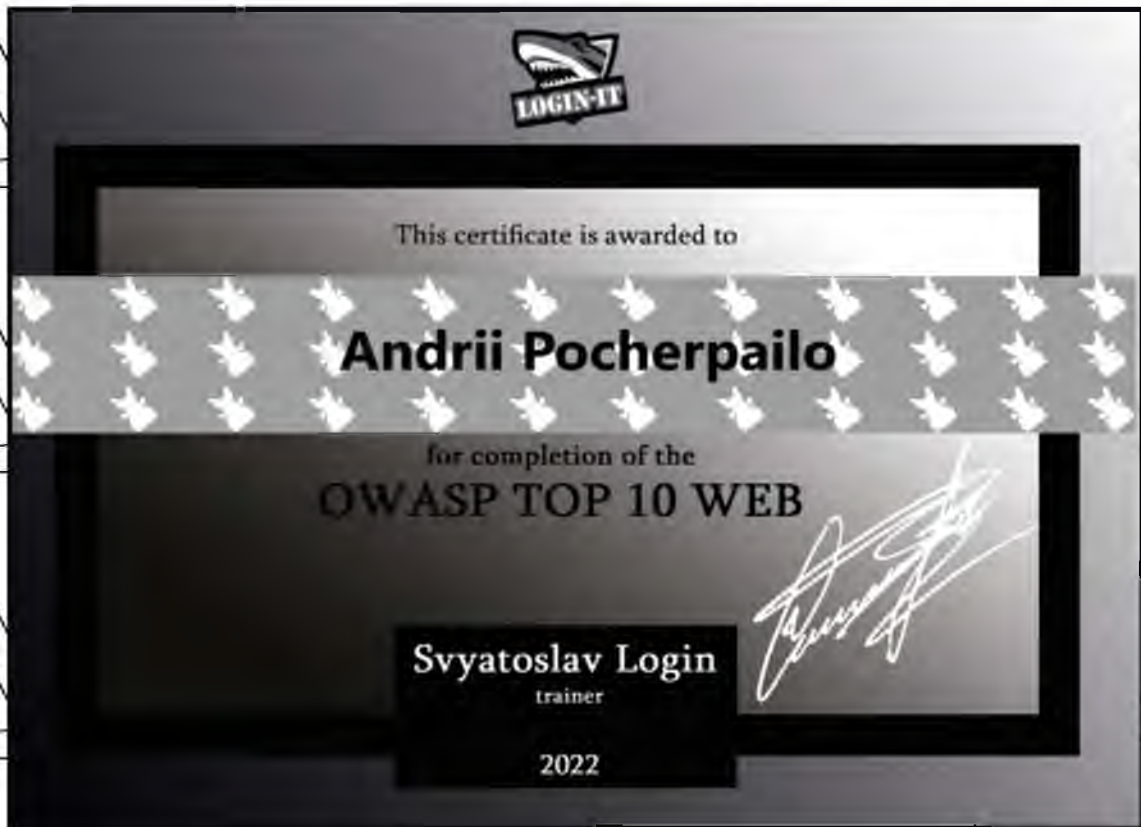 LOGIN-IT
This certificate is awarded to
Andrii Pocherpailo
for completion of the
OWASP TOP 10 WEB
Svyatoslav Login
trainer
2022